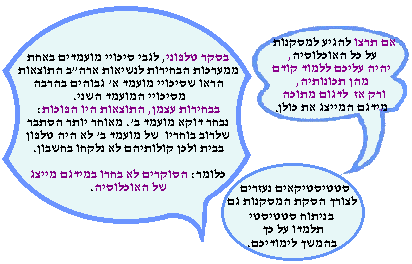 אם תרצו להגיע למסקנות
על כל האוכלוסיה,
יהיה עליכם ללמוד קודם
מהן תכונותיה,
ורק אז לדגום מתוכה
מידגם המייצג את כולן.
בסקר טלפוני, לגבי סיכויי מועמדים באחת
ממערכות הבחירות לנשיאות ארה״ב התוצאות
הראו שסיכויי מועמד א׳ גבוהים בהרבה
מסיכויי המועמד השני.
בבחירות עצמן, התוצאות היו הפוכות:
נבחר דווקא מועמד ב׳. מאוחר יותר הסתבר
שלרוב בוחריו של מועמד ב׳ לא היה טלפון
בבית ולכן קולותיהם לא נלקחו בחשבון.
כלומר: הסוקרים לא בחרו במידגם מייצג
של האוכלוסיה.
סטטיסטיקאים נעזרים
לצורך הסקת המסקנות גם
בניתוח סטטיסטי
תלמדו על כך
בהמשך לימודיכם.